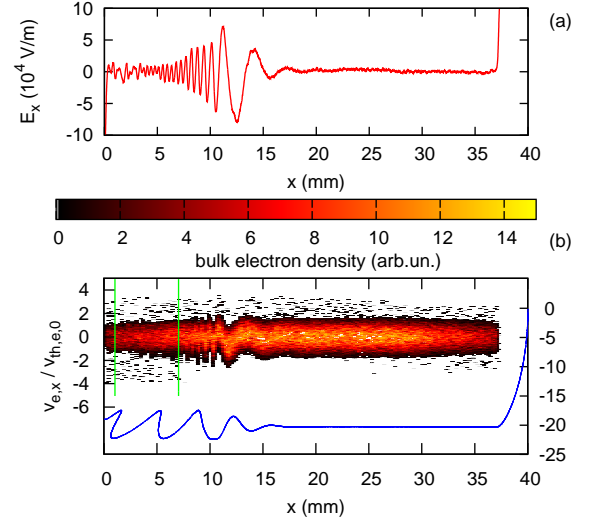 (a)
10
5
0
-5
-10
E_x (10^4 V/m)
0 5 10 15 20 25 30 35 40
x (mm)
0 2 4 6 8 10 12 14
bulk electron density (arb.un.)
(b)
4
2
0
-2
-4
-6
v_e,x / v_th,e,0
0
-5
-10
-15
-20
-25
0 5 10 15 20 25 30 35 40
x (mm)